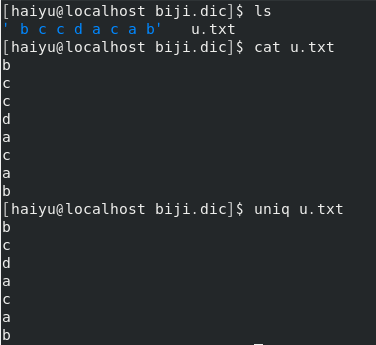 [haiyu@localhost biji.dic]$ ls
' b c c d a c a b'   u.txt
[haiyu@localhost biji.dic]$ cat u.txt
b
c
c
d
a
c
a
b
[haiyu@localhost biji.dic]$ uniq u.txt
b
c
d
a
c
a
b